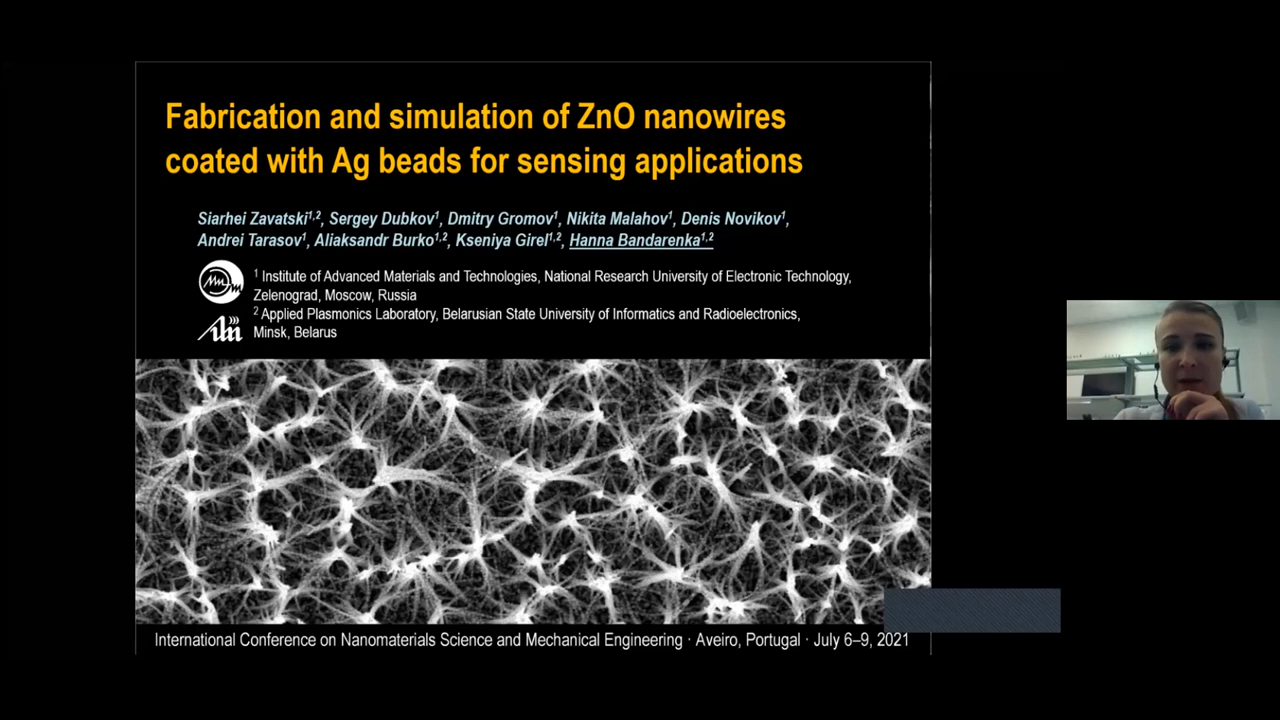 Fabrication and simulation of ZnO nanowires
coated with Ag beads for sensing applications
Siarhei Zavatski1,2, Sergey Dubkov1, Dmitry Gromov1, Nikita Malahov1, Denis Novikov1,
Andrei Tarasov1, Aliaksandr Burko1,2, Kseniya Girel1,2, Hanna Bandarenka1,2
1 Institute of Advanced Materials and Technologies, National Research University of Electronic Technology,
Zelenograd, Moscow, Russia
2 Applied Plasmonics Laboratory, Belarusian State University of Informatics and Radioelectronics,
Minsk, Belarus
International Conference on Nanomaterials Science and Mechanical Engineering · Aveiro, Portugal · July 6–9, 2021